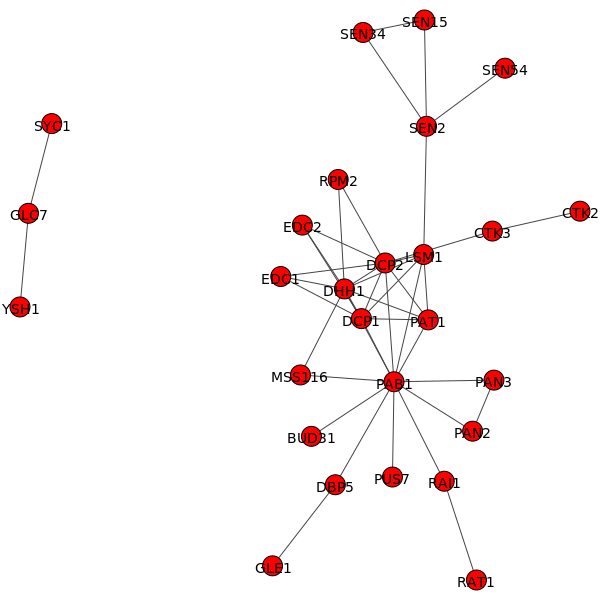 SEN15
SEN34
SEN54
SYC1
SEN2
RPM2
CTK2
GLC7
EDC2
CTK3
LSM1
DCP2
EDC1
DHH1
YSH1
DCP1
PAT1
MSS116
PAB1
PAN3
BUD31
PAN2
PUS7
RAI1
DBP5
GLE1
RAT1